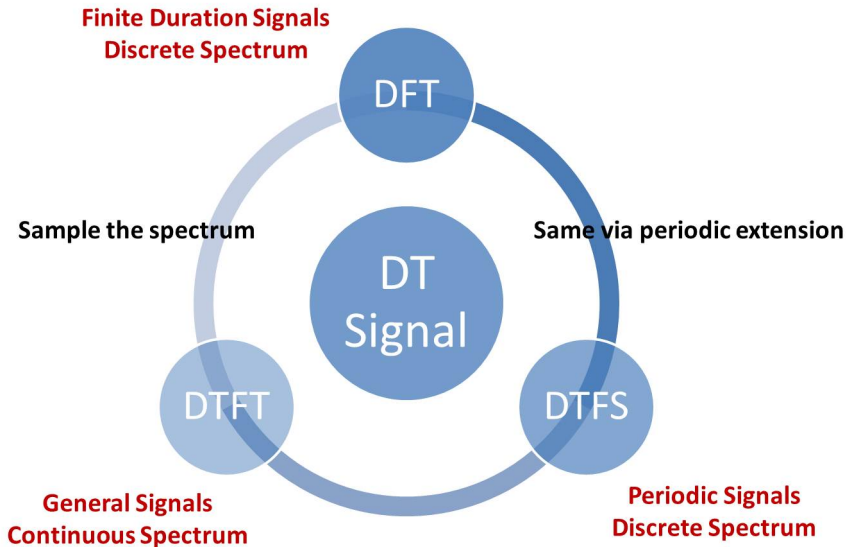 Finite Duration Signals
Discrete Spectrum
DFT
Sample the spectrum
Same via periodic extension
DT
Signal
DTFT
DTFS
General Signals
Continuous Spectrum
Periodic Signals
Discrete Spectrum